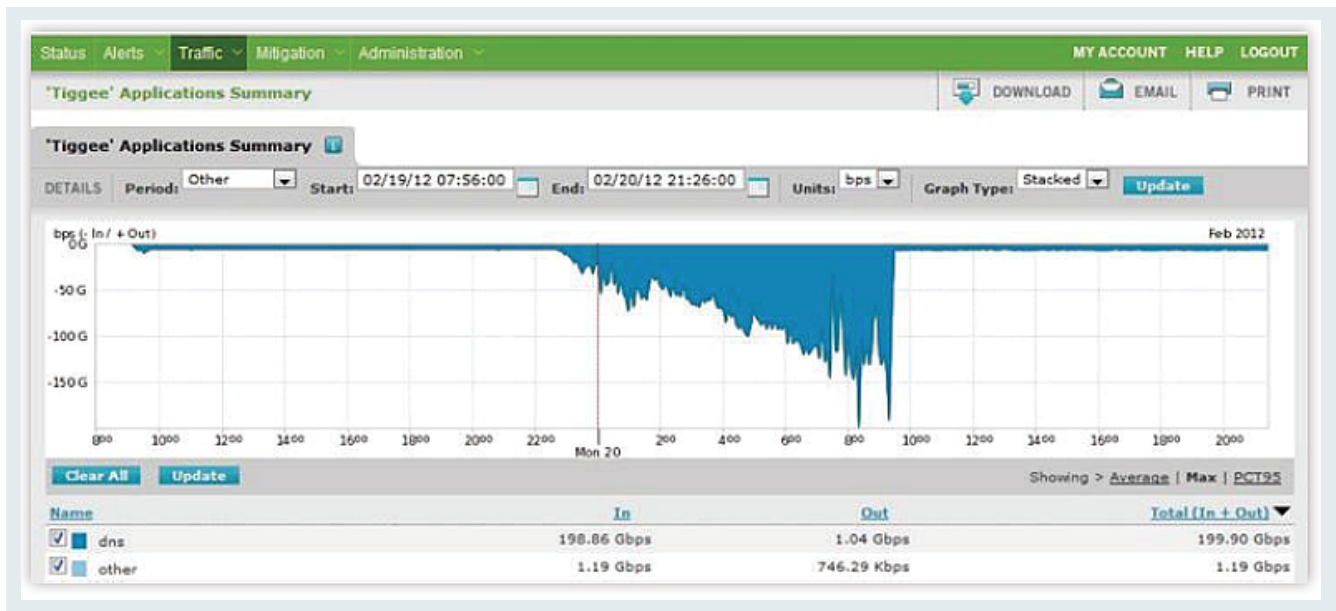 Status Alerts Traffic Mitigation Administration MY ACCOUNT HELP LOGOUT
'Tiggee' Applications Summary DOWNLOAD EMAIL PRINT
'Tiggee' Applications Summary
DETAILS Period: Other Start: 02/19/12 07:56:00 End: 02/20/12 21:26:00 Units: bps Graph Type: Stacked Update
bps (- In / + Out) Feb 2012
0G
-50 G
-100 G
-150 G
800 1000 1200 1400 1600 1800 2000 2200 200 400 600 800 1000 1200 1400 1600 1800 2000
Mon 20
Clear All Update Showing > Average | Max | PCT95
Name In Out Total (In + Out)
dns 198.86 Gbps 1.04 Gbps 199.90 Gbps
other 1.19 Gbps 746.29 Kbps 1.19 Gbps